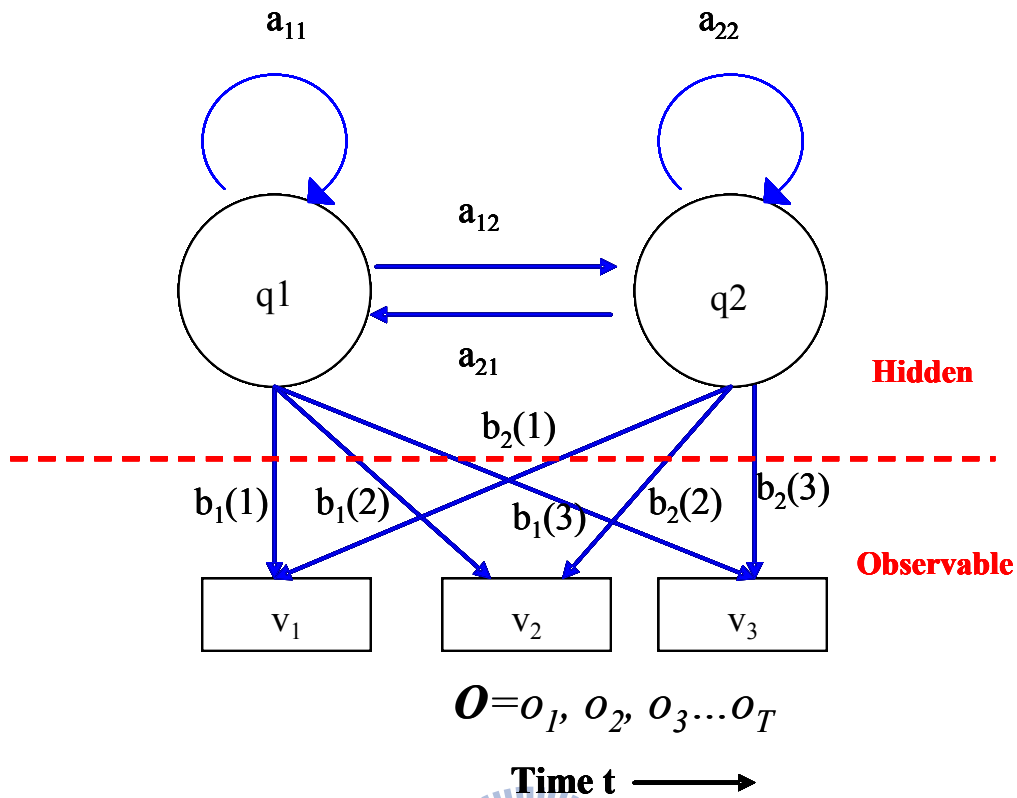 a₁₁ a₂₂
a₁₂
q1 q2
a₂₁
Hidden
b₂(1)
b₁(1) b₁(2) b₁(3) b₂(2) b₂(3)
Observable
v₁ v₂ v₃
O=o₁, o₂, o₃...o_T
Time t